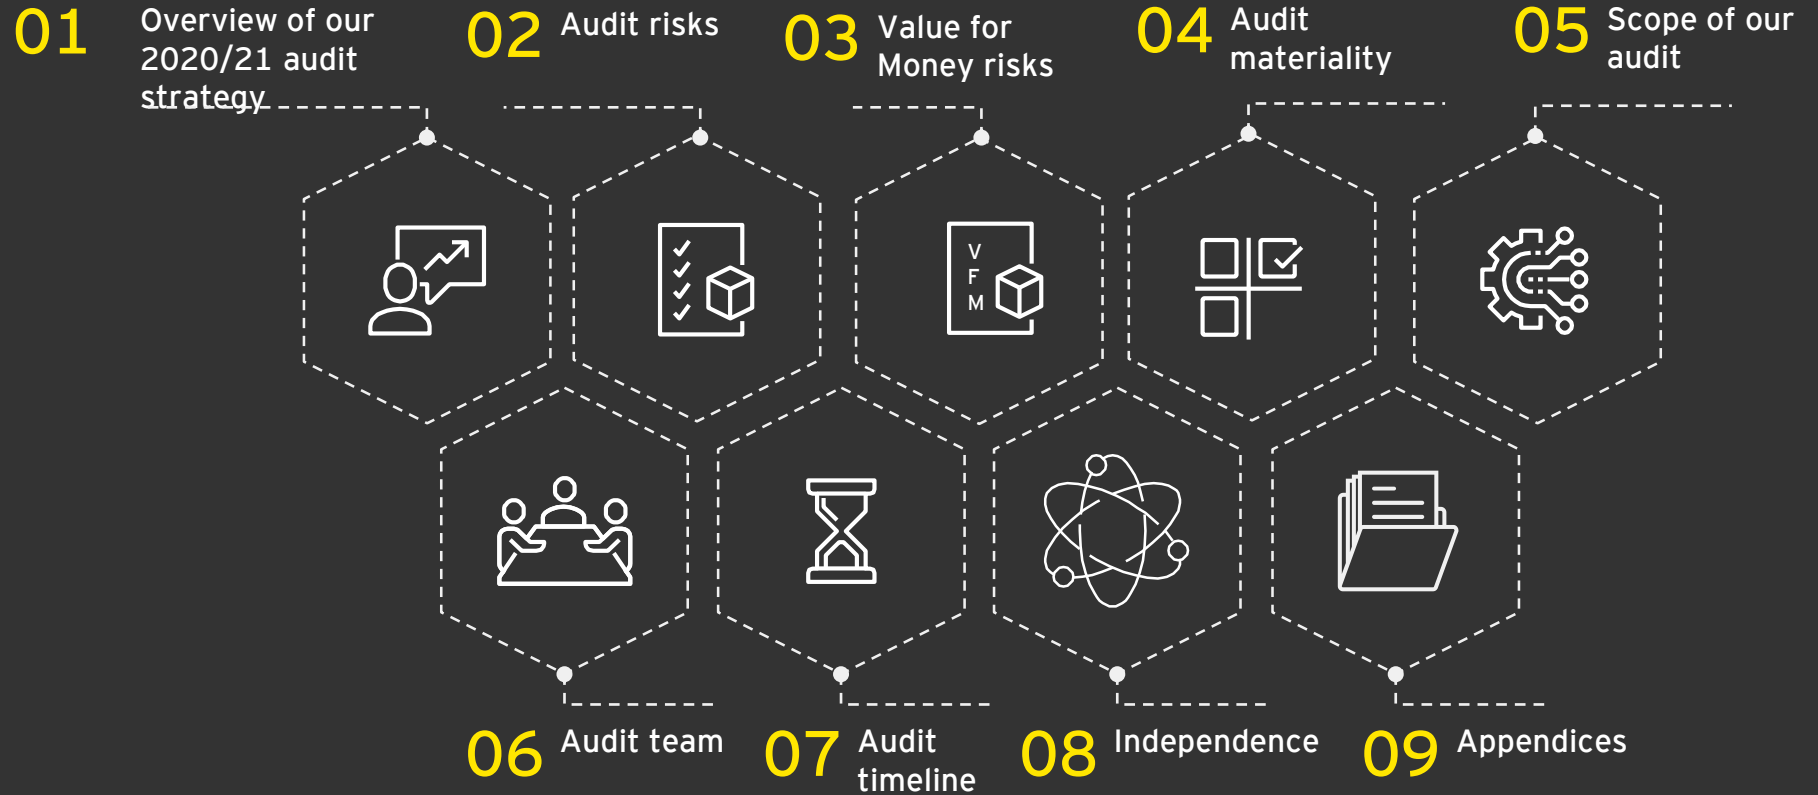 01
Overview of our
2020/21 audit
strategy
02
Audit risks
03
Value for
Money risks
04
Audit
materiality
05
Scope of our
audit
V
F
M
06
Audit team
07
Audit
timeline
08
Independence
09
Appendices